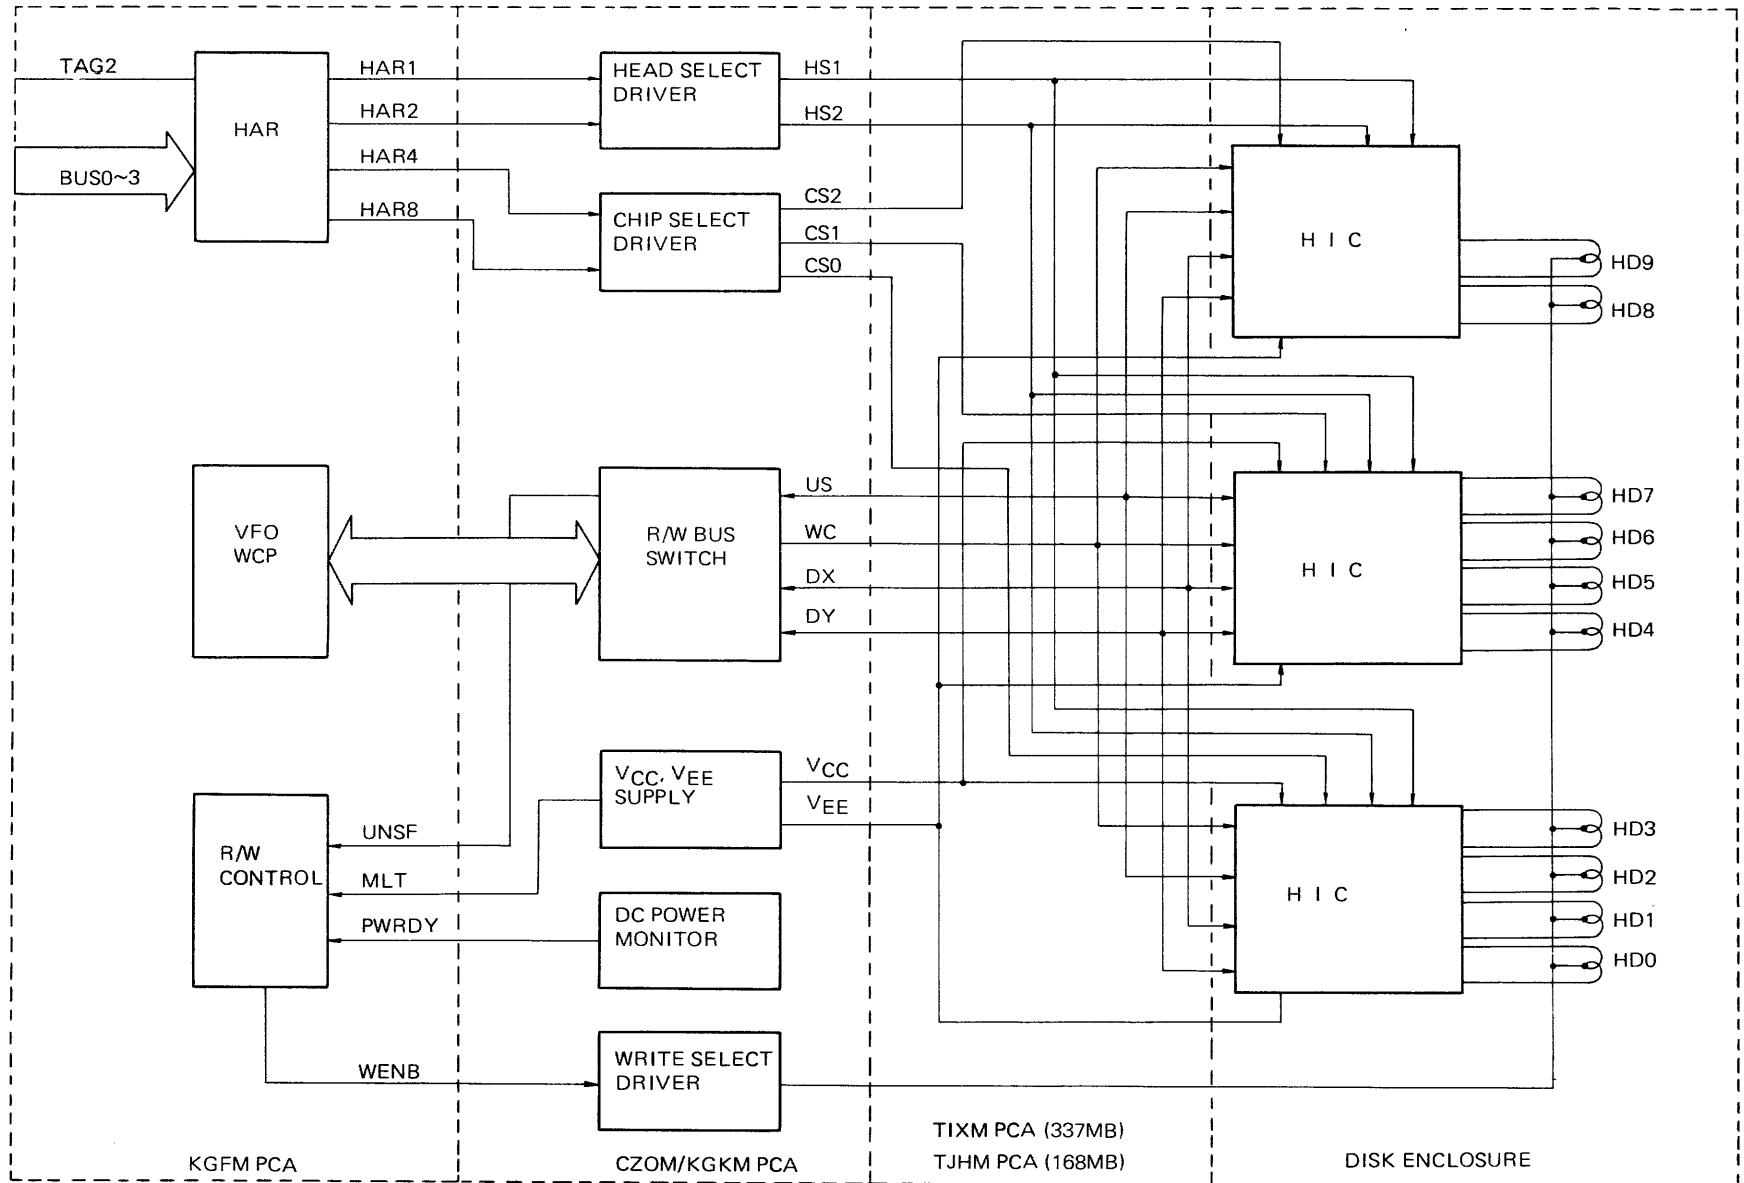 TAG2
BUS0~3
HAR
HAR1
HAR2
HAR4
HAR8
HEAD SELECT
DRIVER
HS1
HS2
CHIP SELECT
DRIVER
CS2
CS1
CS0
H I C
HD9
HD8
VFO
WCP
R/W BUS
SWITCH
US
WC
DX
DY
H I C
HD7
HD6
HD5
HD4
VCC, VEE
SUPPLY
VCC
VEE
R/W
CONTROL
UNSF
MLT
PWRDY
DC POWER
MONITOR
H I C
HD3
HD2
HD1
HD0
WENB
WRITE SELECT
DRIVER
KGFM PCA
CZOM/KGKM PCA
TIXM PCA (337MB)
TJHM PCA (168MB)
DISK ENCLOSURE